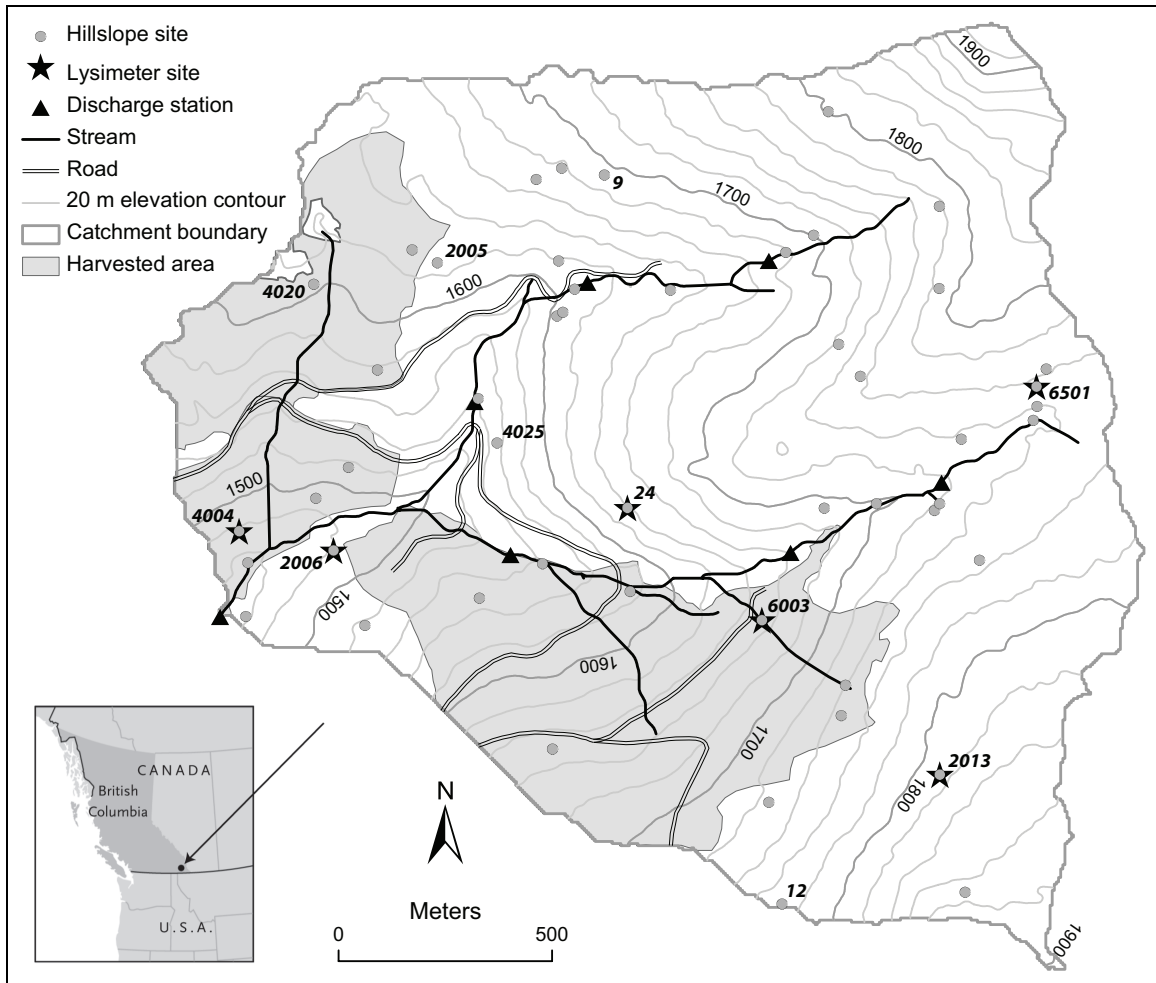 Hillslope site
Lysimeter site
Discharge station
Stream
Road
20 m elevation contour
Catchment boundary
Harvested area
1900
1800
1700
9
2005
4020
1600
6501
4025
24
1500
4004
2006
1500
6003
1600
1700
2013
1800
12
1900
CANADA
British
Columbia
U.S.A.
N
Meters
0
500